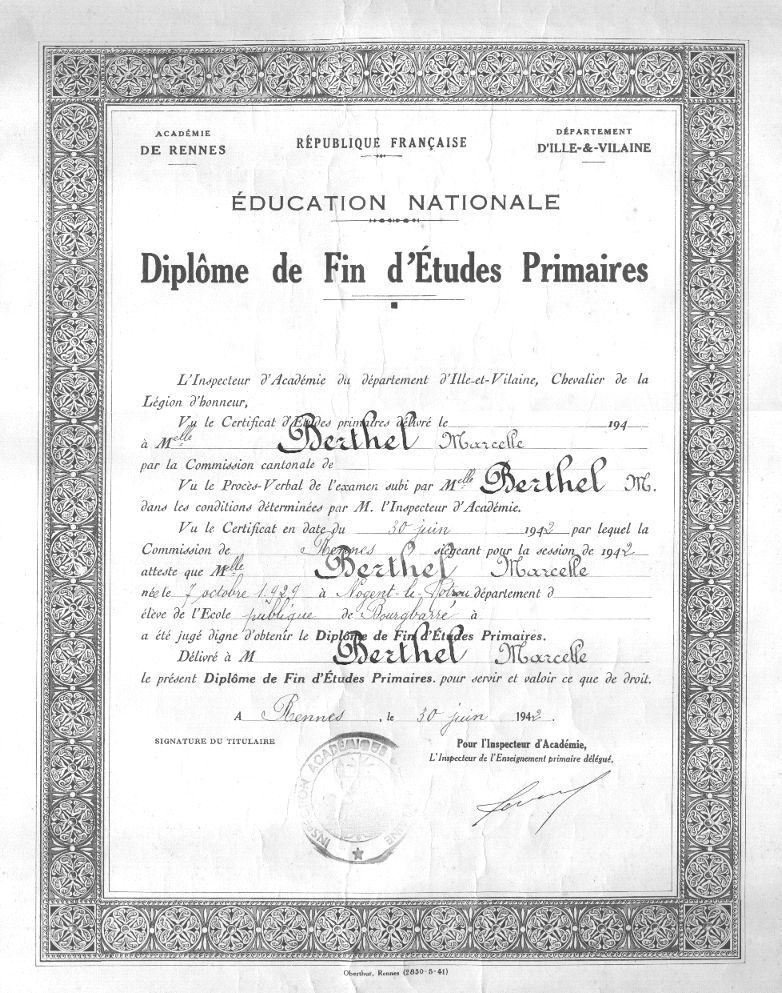 ACADÉMIE
DE RENNES
RÉPUBLIQUE FRANÇAISE
DÉPARTEMENT
D'ILLE-&-VILAINE
ÉDUCATION NATIONALE
Diplôme de Fin d'Études Primaires
L'Inspecteur d'Académie du département d'Ille-et-Vilaine, Chevalier de la
Légion d'honneur,
Vu le Certificat d'Etudes primaires délivré le 194
à Melle Berthel Marcelle
par la Commission cantonale de
Vu le Procès-Verbal de l'examen subi par Melle Berthel M.
dans les conditions déterminées par M. l'Inspecteur d'Académie.
Vu le Certificat en date du 30 juin 1942 par lequel la
Commission de Rennes siégeant pour la session de 1942
atteste que Melle Berthel Marcelle
née le 7 octobre 1929 à Nogent-le-Rotrou département d
élève de l'Ecole publique de Bourgbarré à
a été jugé digne d'obtenir le Diplôme de Fin d'Études Primaires.
Délivré à M Berthel Marcelle
le présent Diplôme de Fin d'Études Primaires, pour servir et valoir ce que de droit.
A Rennes, le 30 juin 1942.
SIGNATURE DU TITULAIRE
Pour l'Inspecteur d'Académie,
L'Inspecteur de l'Enseignement primaire délégué,
INSPECTION ACADÉMIQUE
Oberthur, Rennes (2830-5-41)